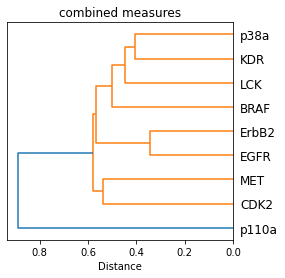 combined measures
p38a
KDR
LCK
BRAF
ErbB2
EGFR
MET
CDK2
p110a
0.8 0.6 0.4 0.2 0.0
Distance